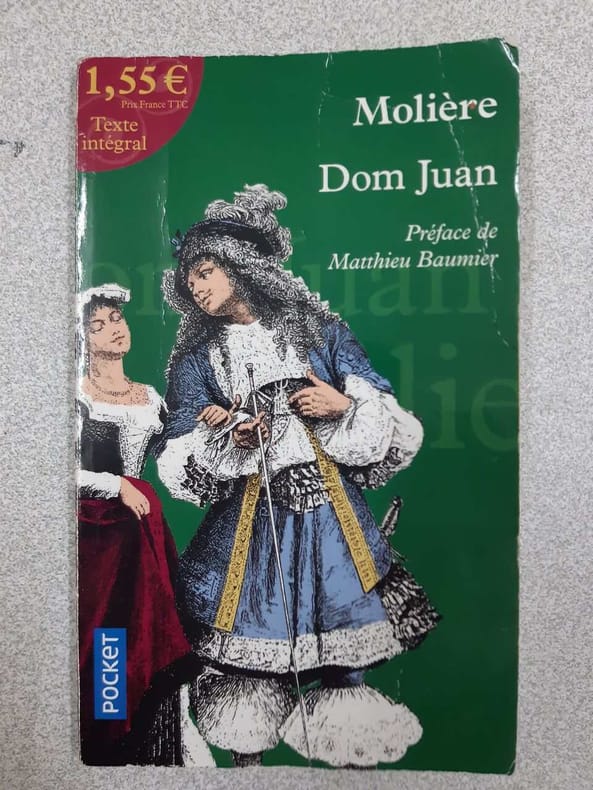 1,55 €
Prix France TTC
Texte
intégral
Molière
Dom Juan
Préface de
Matthieu Baumier
POCKET